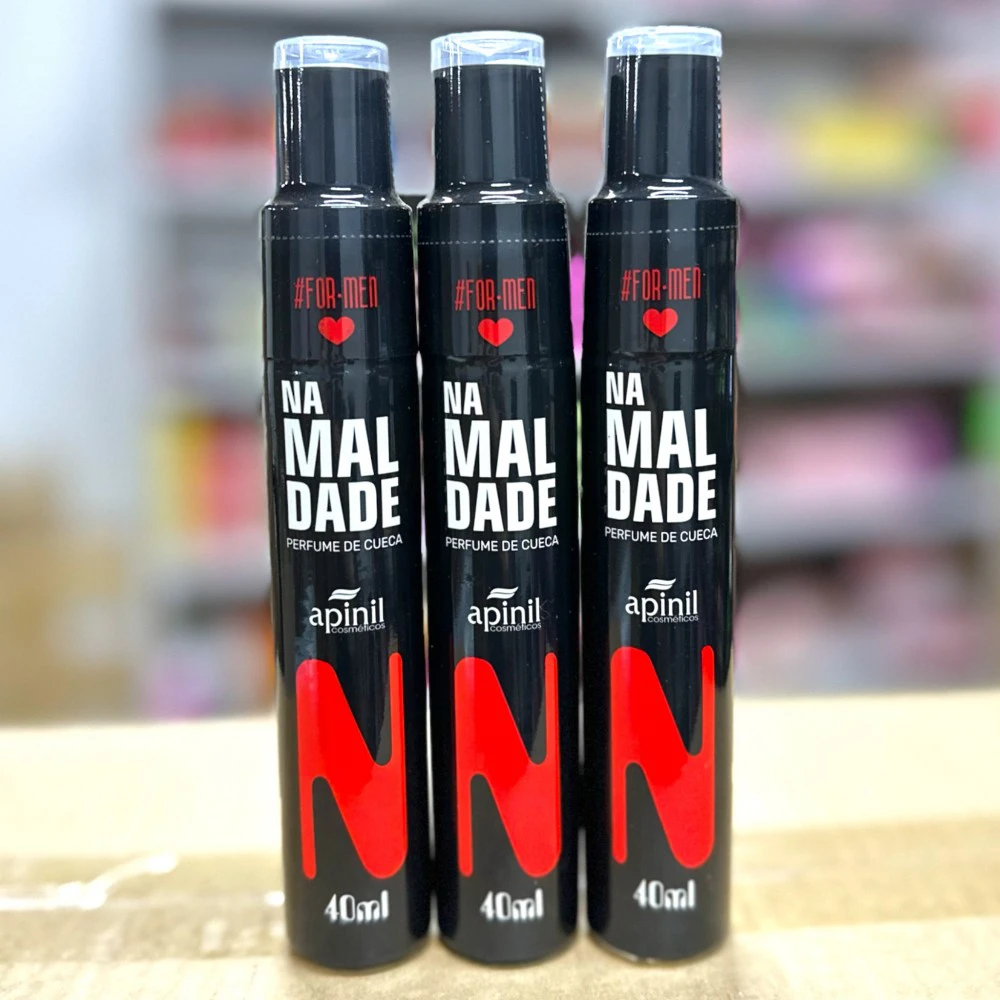 #FOR·MEN
NA
MAL
DADE
PERFUME DE CUECA
apinil
cosméticos
40ml
#FOR·MEN
NA
MAL
DADE
PERFUME DE CUECA
apinil
cosméticos
40ml
#FOR·MEN
NA
MAL
DADE
PERFUME DE CUECA
apinil
cosméticos
40ml